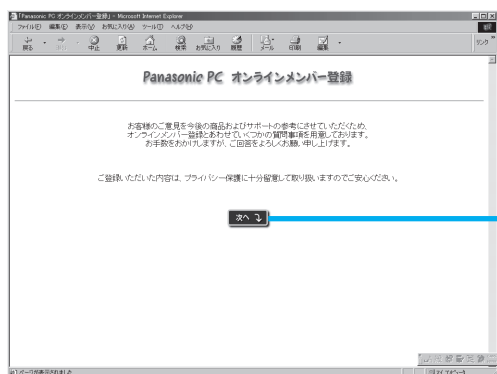 「Panasonic PC オンラインメンバー登録」 - Microsoft Internet Explorer
ファイル(F) 編集(E) 表示(V) お気に入り(A) ツール(T) ヘルプ(H)
戻る 中止 更新 ホーム 検索 お気に入り 履歴 メール 印刷 編集 リンク
Panasonic PC オンラインメンバー登録
お客様のご意見を今後の商品およびサポートの参考にさせていただくため、
オンラインメンバー登録とあわせていくつかの質問事項を用意しております。
お手数をおかけしますが、ご回答をよろしくお願い申し上げます。
ご登録いただいた内容は、プライバシー保護に十分留意して取り扱いますのでご安心ください。
次へ
ページが表示されました